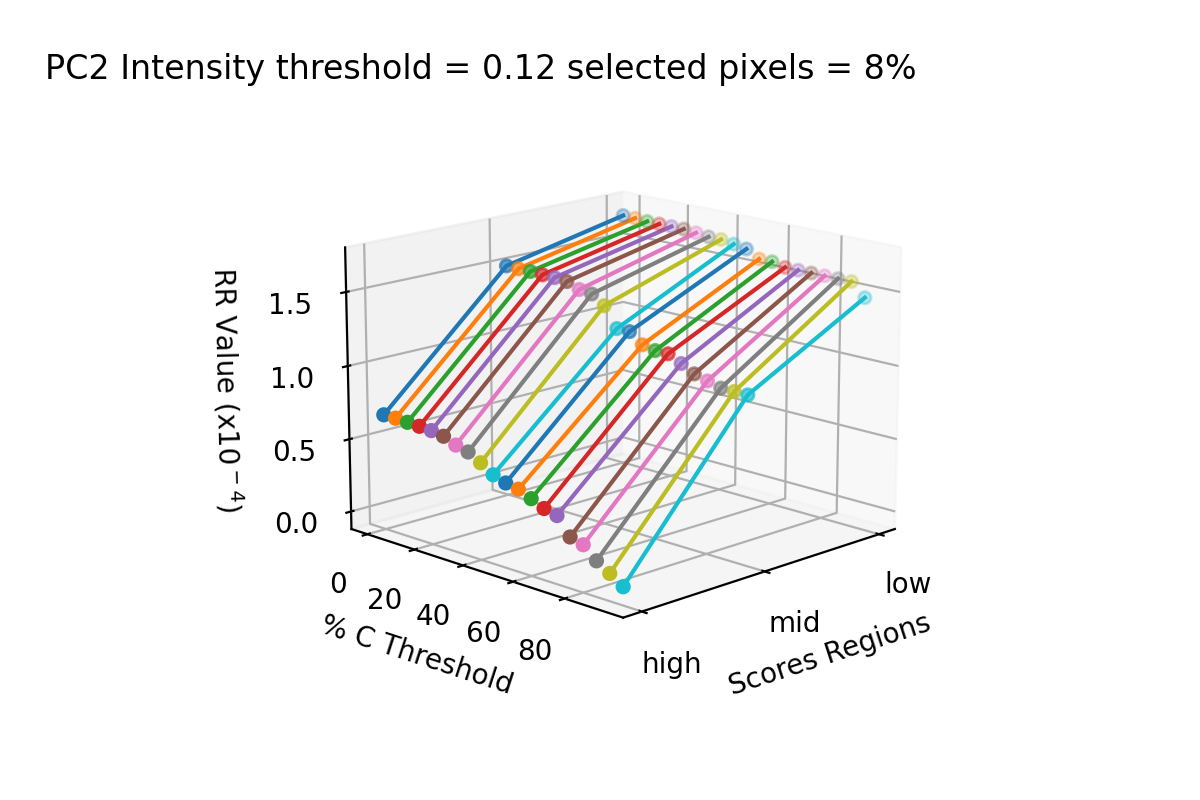 PC2 Intensity threshold = 0.12 selected pixels = 8%
RR Value (x10⁻⁴)
1.5
1.0
0.5
0.0
0
20
40
60
80
% C Threshold
high
mid
low
Scores Regions